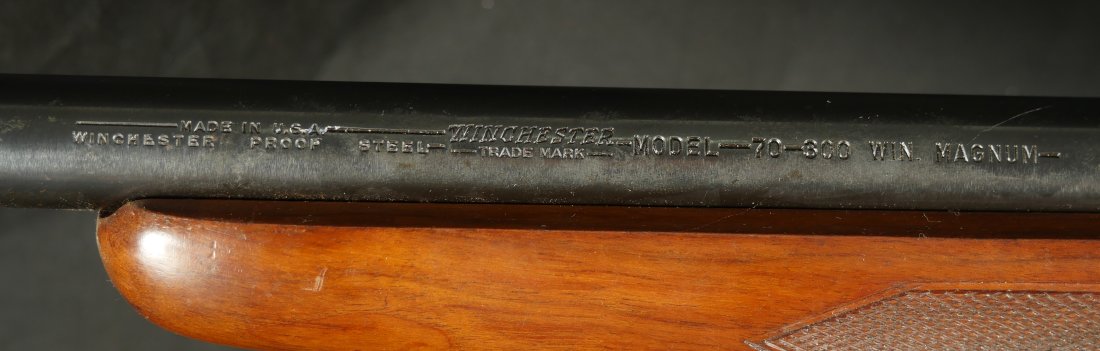 MADE IN U.S.A.
WINCHESTER PROOF STEEL
WINCHESTER
TRADE MARK
MODEL 70-300 WIN. MAGNUM